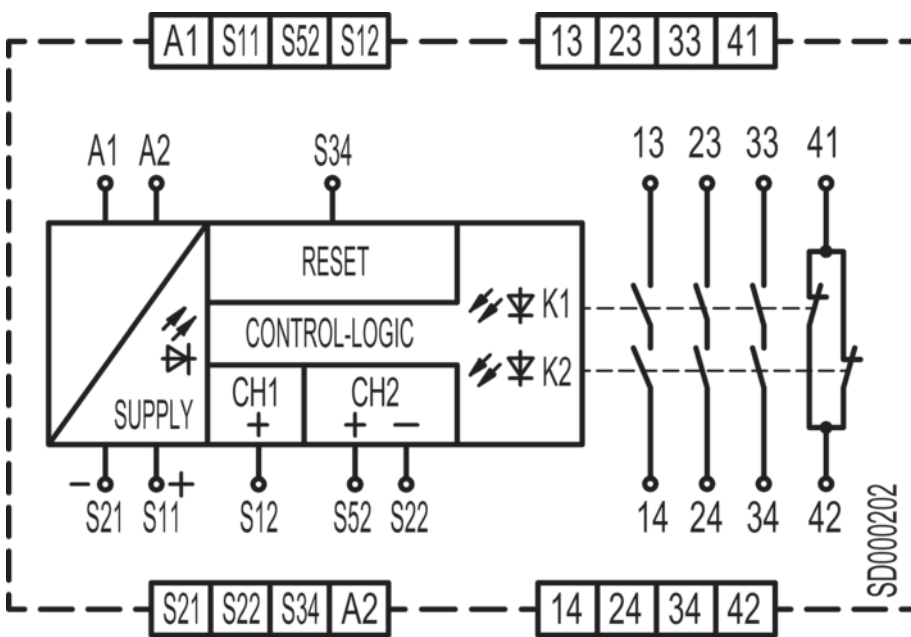 A1 S11 S52 S12 13 23 33 41
A1 A2 S34 13 23 33 41
RESET
K1
CONTROL-LOGIC
K2
CH1 CH2
SUPPLY + + −
− +
S21 S11 S12 S52 S22 14 24 34 42
SD000202
S21 S22 S34 A2 14 24 34 42